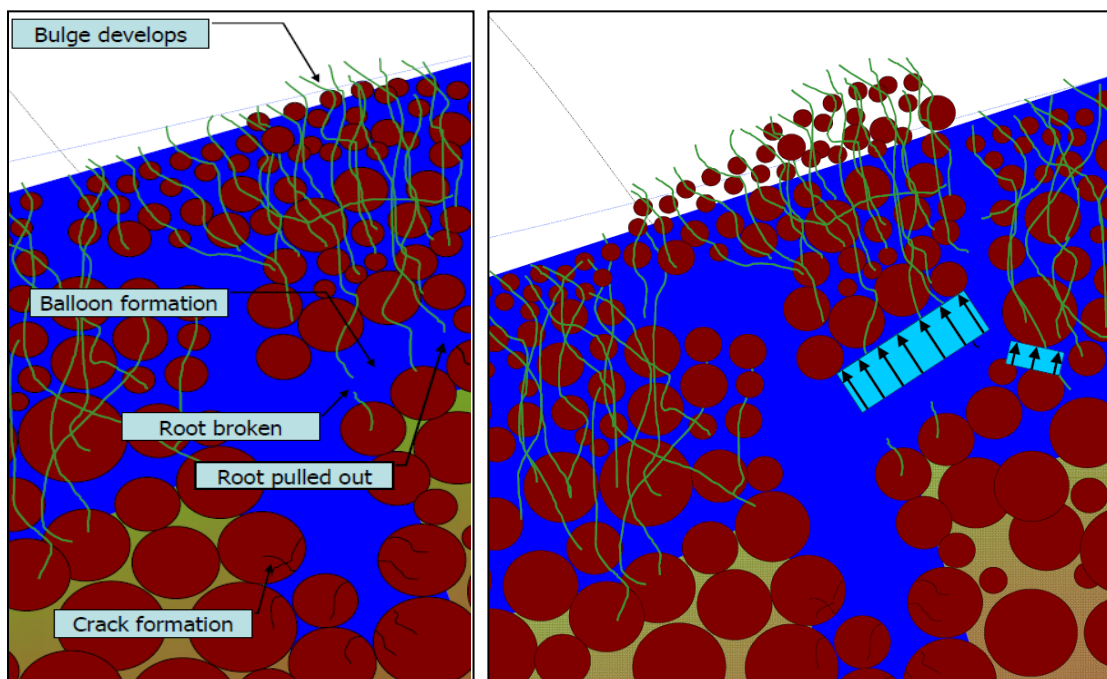 Bulge develops
Balloon formation
Root broken
Root pulled out
Crack formation